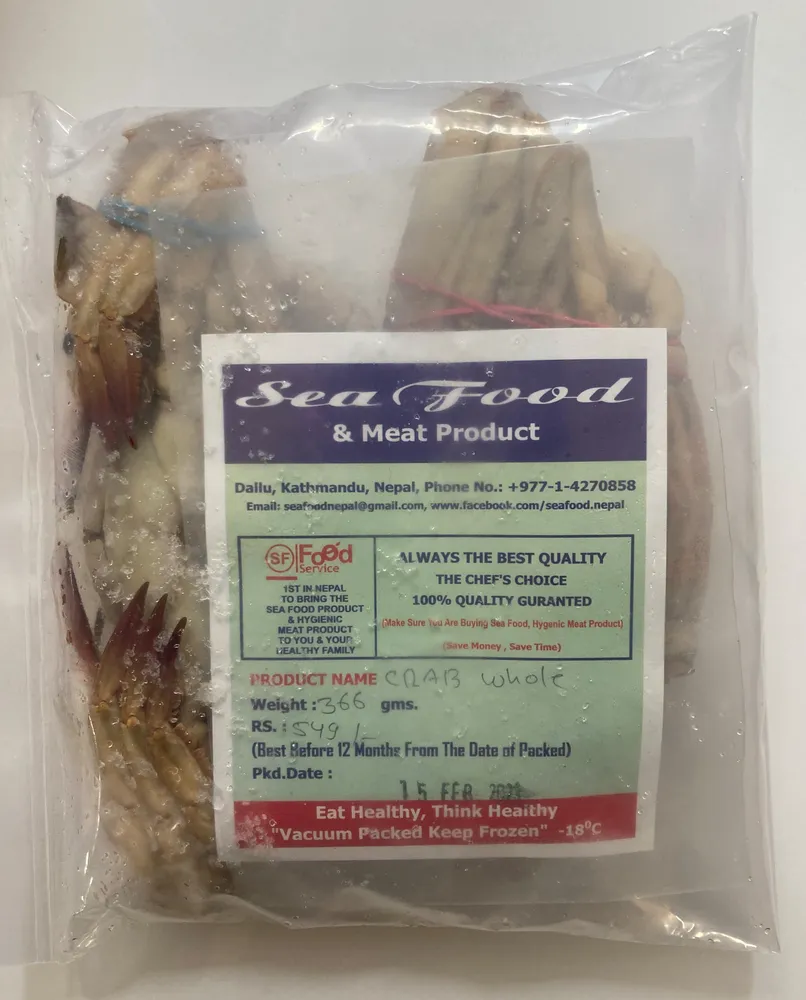 Sea Food
& Meat Product
Dallu, Kathmandu, Nepal, Phone No.: +977-1-4270858
Email: seafoodnepal@gmail.com, www.facebook.com/seafood.nepal
SF Food
Service
1ST IN NEPAL
TO BRING THE
SEA FOOD PRODUCT
& HYGIENIC
MEAT PRODUCT
TO YOU & YOUR
HEALTHY FAMILY
ALWAYS THE BEST QUALITY
THE CHEF'S CHOICE
100% QUALITY GURANTED
(Make Sure You Are Buying Sea Food, Hygenic Meat Product)
(Save Money , Save Time)
PRODUCT NAME CRAB whole
Weight : 366 gms.
RS. : 549 /-
(Best Before 12 Months From The Date of Packed)
Pkd.Date :
15 FEB
Eat Healthy, Think Healthy
"Vacuum Packed Keep Frozen" -18⁰C